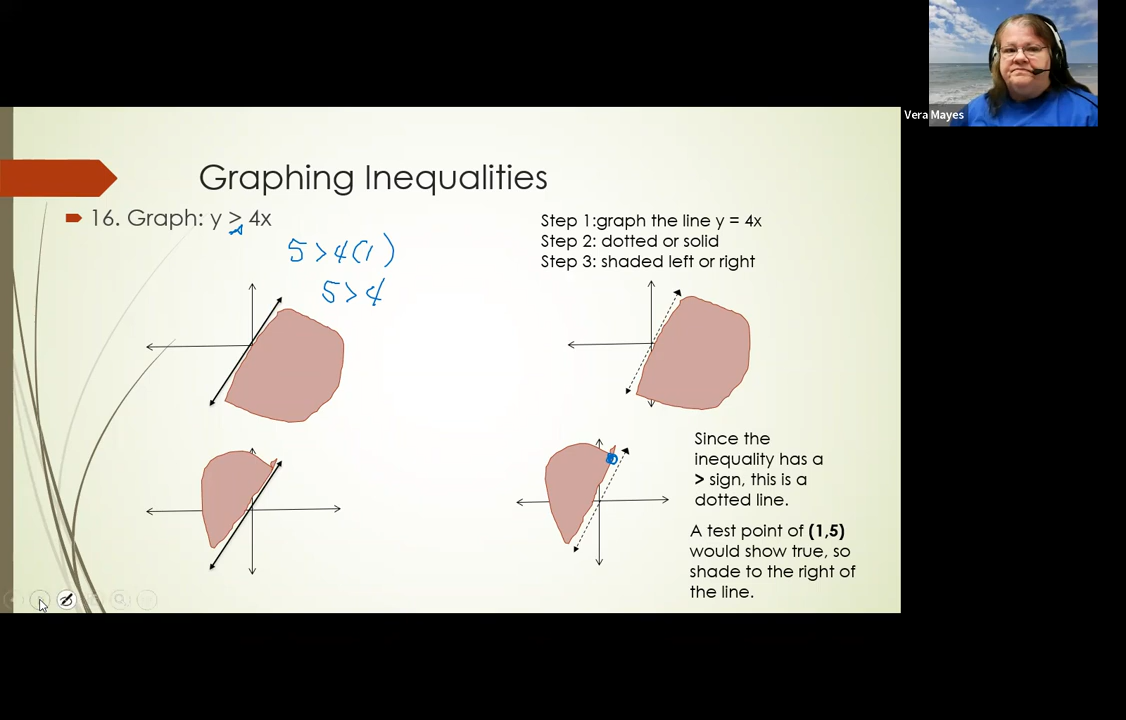 Vera Mayes
Graphing Inequalities
16. Graph: y > 4x
5 > 4(1)
5 > 4
Step 1:graph the line y = 4x
Step 2: dotted or solid
Step 3: shaded left or right
Since the
inequality has a
> sign, this is a
dotted line.
A test point of (1,5)
would show true, so
shade to the right of
the line.